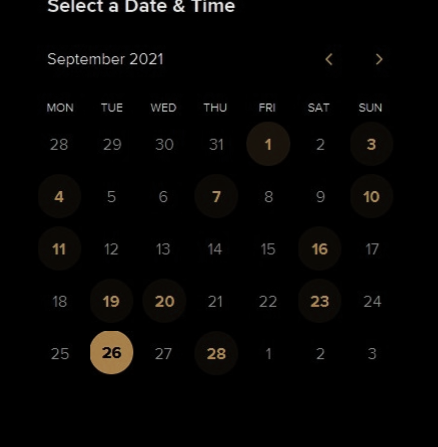 Select a Date & Time
September 2021
MON TUE WED THU FRI SAT SUN
28 29 30 31 1 2 3
4 5 6 7 8 9 10
11 12 13 14 15 16 17
18 19 20 21 22 23 24
25 26 27 28 1 2 3